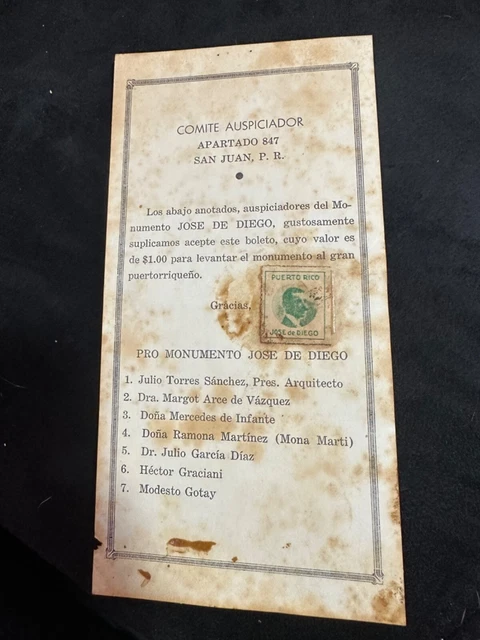 COMITE AUSPICIADOR
APARTADO 847
SAN JUAN, P. R.
Los abajo anotados, auspiciadores del Mo-
numento JOSE DE DIEGO, gustosamente
suplicamos acepte este boleto, cuyo valor es
de $1.00 para levantar el monumento al gran
puertorriqueño.
Gracias,
PUERTO RICO
JOSE de DIEGO
PRO MONUMENTO JOSE DE DIEGO
1. Julio Torres Sánchez, Pres. Arquitecto
2. Dra. Margot Arce de Vázquez
3. Doña Mercedes de Infante
4. Doña Ramona Martínez (Mona Marti)
5. Dr. Julio García Díaz
6. Héctor Graciani
7. Modesto Gotay